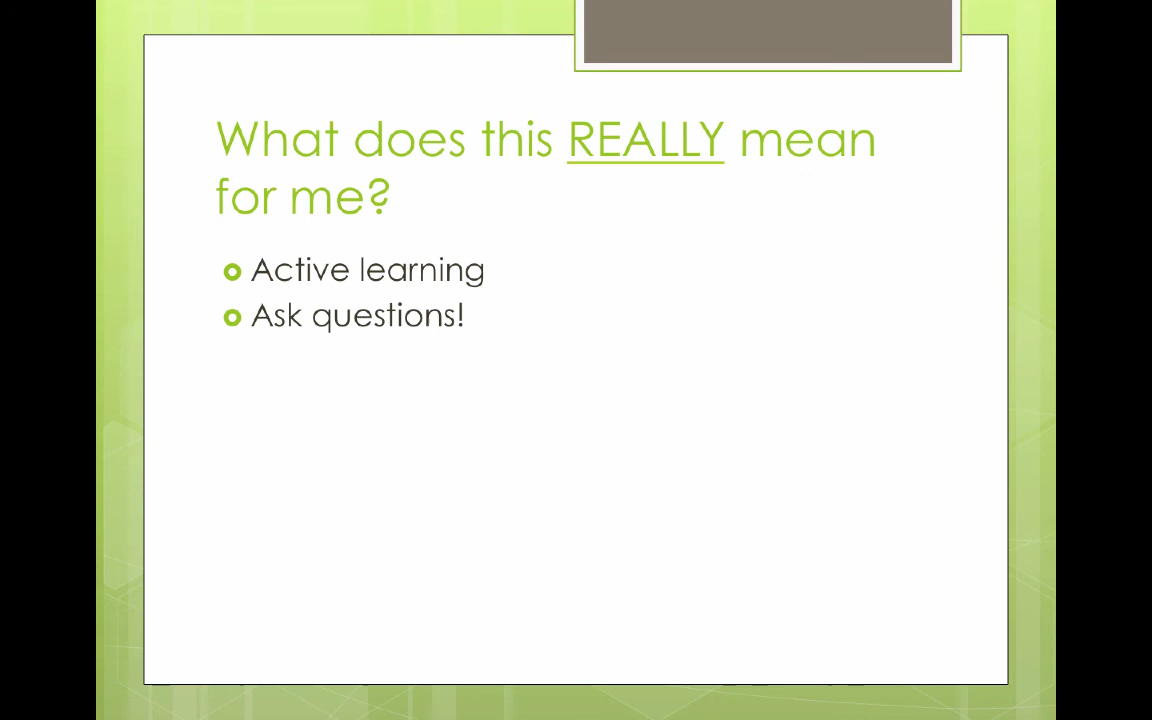 What does this REALLY mean
for me?
Active learning
Ask questions!